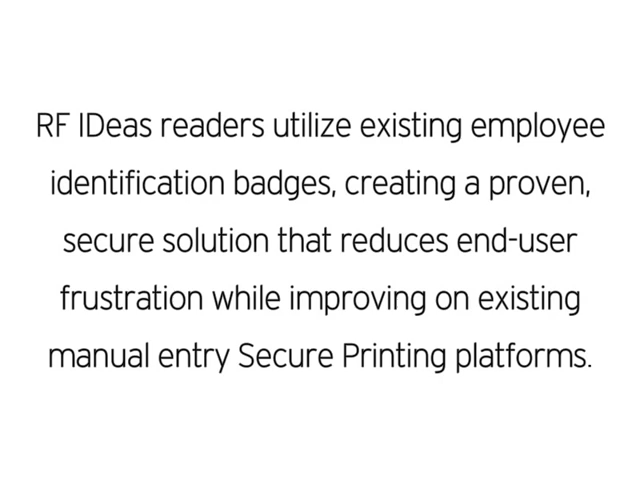 RF IDeas readers utilize existing employee
identification badges, creating a proven,
secure solution that reduces end-user
frustration while improving on existing
manual entry Secure Printing platforms.